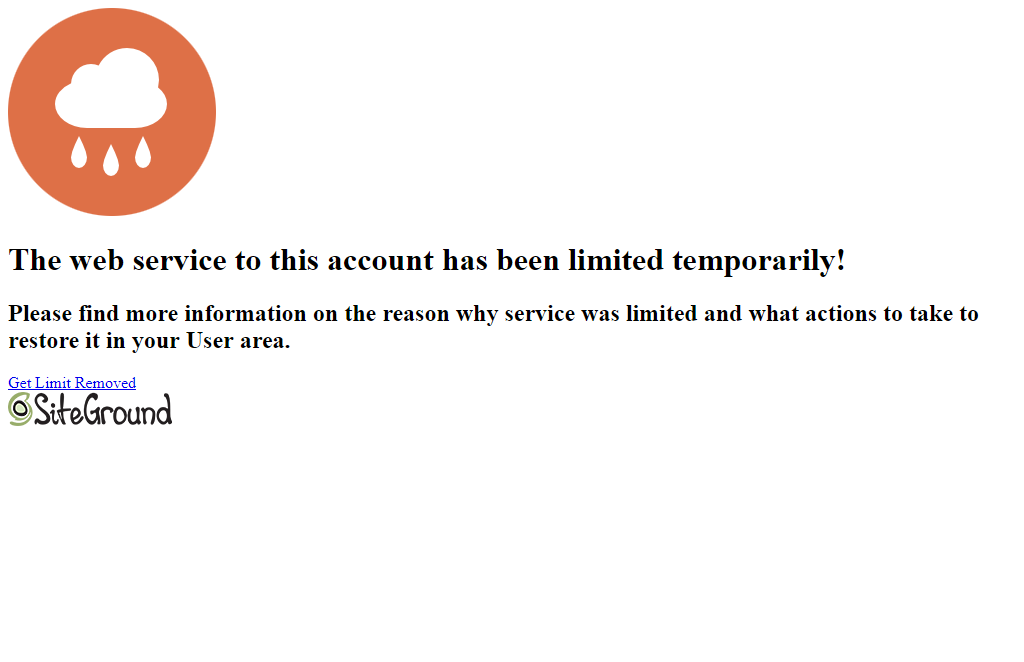 The web service to this account has been limited temporarily!
Please find more information on the reason why service was limited and what actions to take to
restore it in your User area.
Get Limit Removed
SiteGround